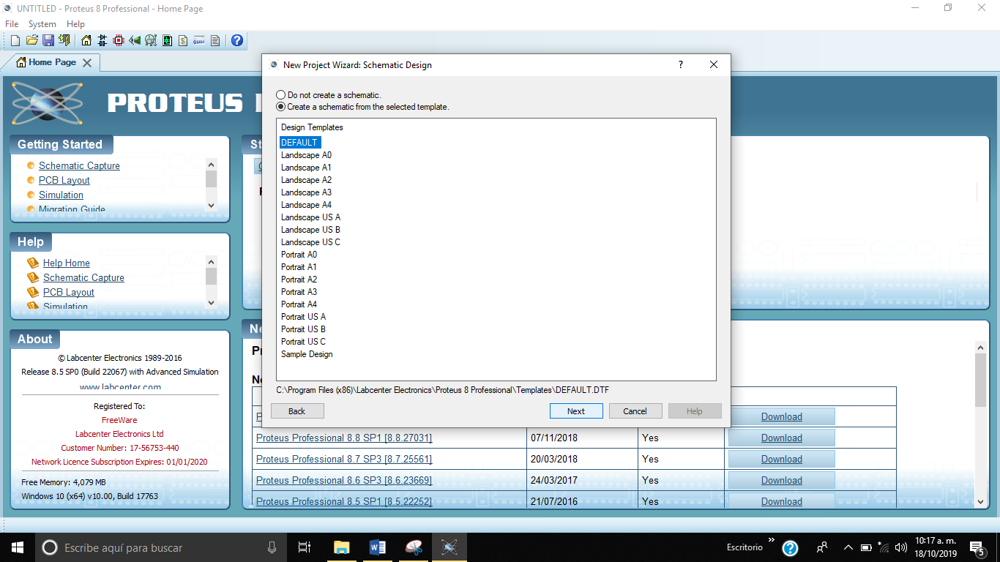 UNTITLED - Proteus 8 Professional - Home Page
File System Help
Home Page
PROTEUS
Getting Started
Schematic Capture
PCB Layout
Simulation
Migration Guide
Help
Help Home
Schematic Capture
PCB Layout
Simulation
About
© Labcenter Electronics 1989-2016
Release 8.5 SP0 (Build 22067) with Advanced Simulation
www.labcenter.com
Registered To:
FreeWare
Labcenter Electronics Ltd
Customer Number: 17-56753-440
Network Licence Subscription Expires: 01/01/2020
Free Memory: 4,079 MB
Windows 10 (x64) v10.00, Build 17763
New Project Wizard: Schematic Design
Do not create a schematic.
Create a schematic from the selected template.
Design Templates
DEFAULT
Landscape A0
Landscape A1
Landscape A2
Landscape A3
Landscape A4
Landscape US A
Landscape US B
Landscape US C
Portrait A0
Portrait A1
Portrait A2
Portrait A3
Portrait A4
Portrait US A
Portrait US B
Portrait US C
Sample Design
C:\Program Files (x86)\Labcenter Electronics\Proteus 8 Professional\Templates\DEFAULT.DTF
Back Next Cancel Help
Download
Proteus Professional 8.8 SP1 [8.8.27031] 07/11/2018 Yes Download
Proteus Professional 8.7 SP3 [8.7.25561] 20/03/2018 Yes Download
Proteus Professional 8.6 SP3 [8.6.23669] 24/03/2017 Yes Download
Proteus Professional 8.5 SP1 [8.5.22252] 21/07/2016 Yes Download
Escribe aquí para buscar
Escritorio
10:17 a. m.
18/10/2019
5